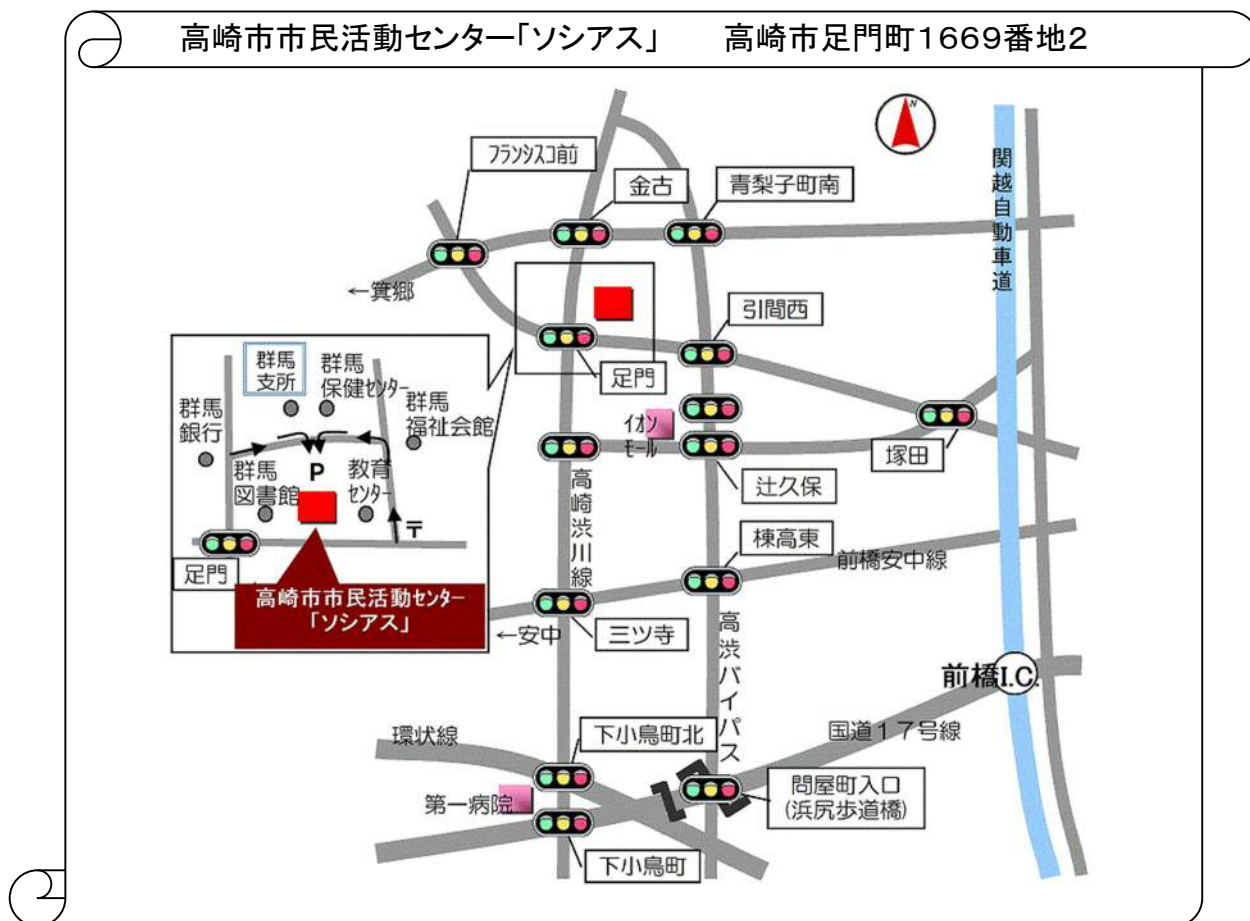 高崎市市民活動センター「ソシアス」　　高崎市足門町1669番地2
N
フランシスコ前
金古
青梨子町南
関越自動車道
←箕郷
引間西
足門
イオン
モール
塚田
辻久保
高崎渋川線
棟高東
前橋安中線
←安中
三ツ寺
高渋バイパス
前橋I.C.
国道17号線
環状線
下小鳥町北
第一病院
問屋町入口
(浜尻歩道橋)
下小鳥町
群馬
支所
群馬
保健センター
群馬
銀行
群馬
福祉会館
P
群馬
図書館
教育
センター
〒
足門
高崎市市民活動センター
「ソシアス」